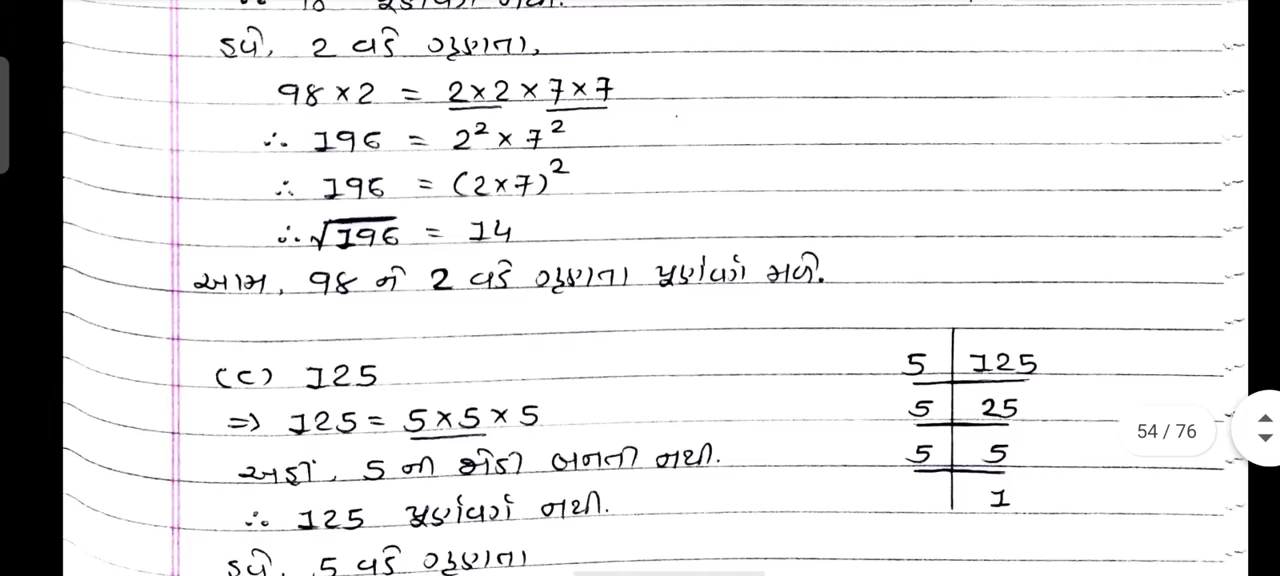 હવે, 2 વડે ગુણતા,
98 × 2 = 2 × 2 × 7 × 7
∴ 196 = 2² × 7²
∴ 196 = (2 × 7)²
∴ √196 = 14
આમ, 98 ને 2 વડે ગુણતા પૂર્ણવર્ગ મળે.
(C) 125
⇒ 125 = 5 × 5 × 5
અહીં, 5 ની જોડી બનતી નથી.
∴ 125 પૂર્ણવર્ગ નથી.
હવે, 5 વડે ગુણતા
5 | 125
5 | 25
5 | 5
| 1
54 / 76